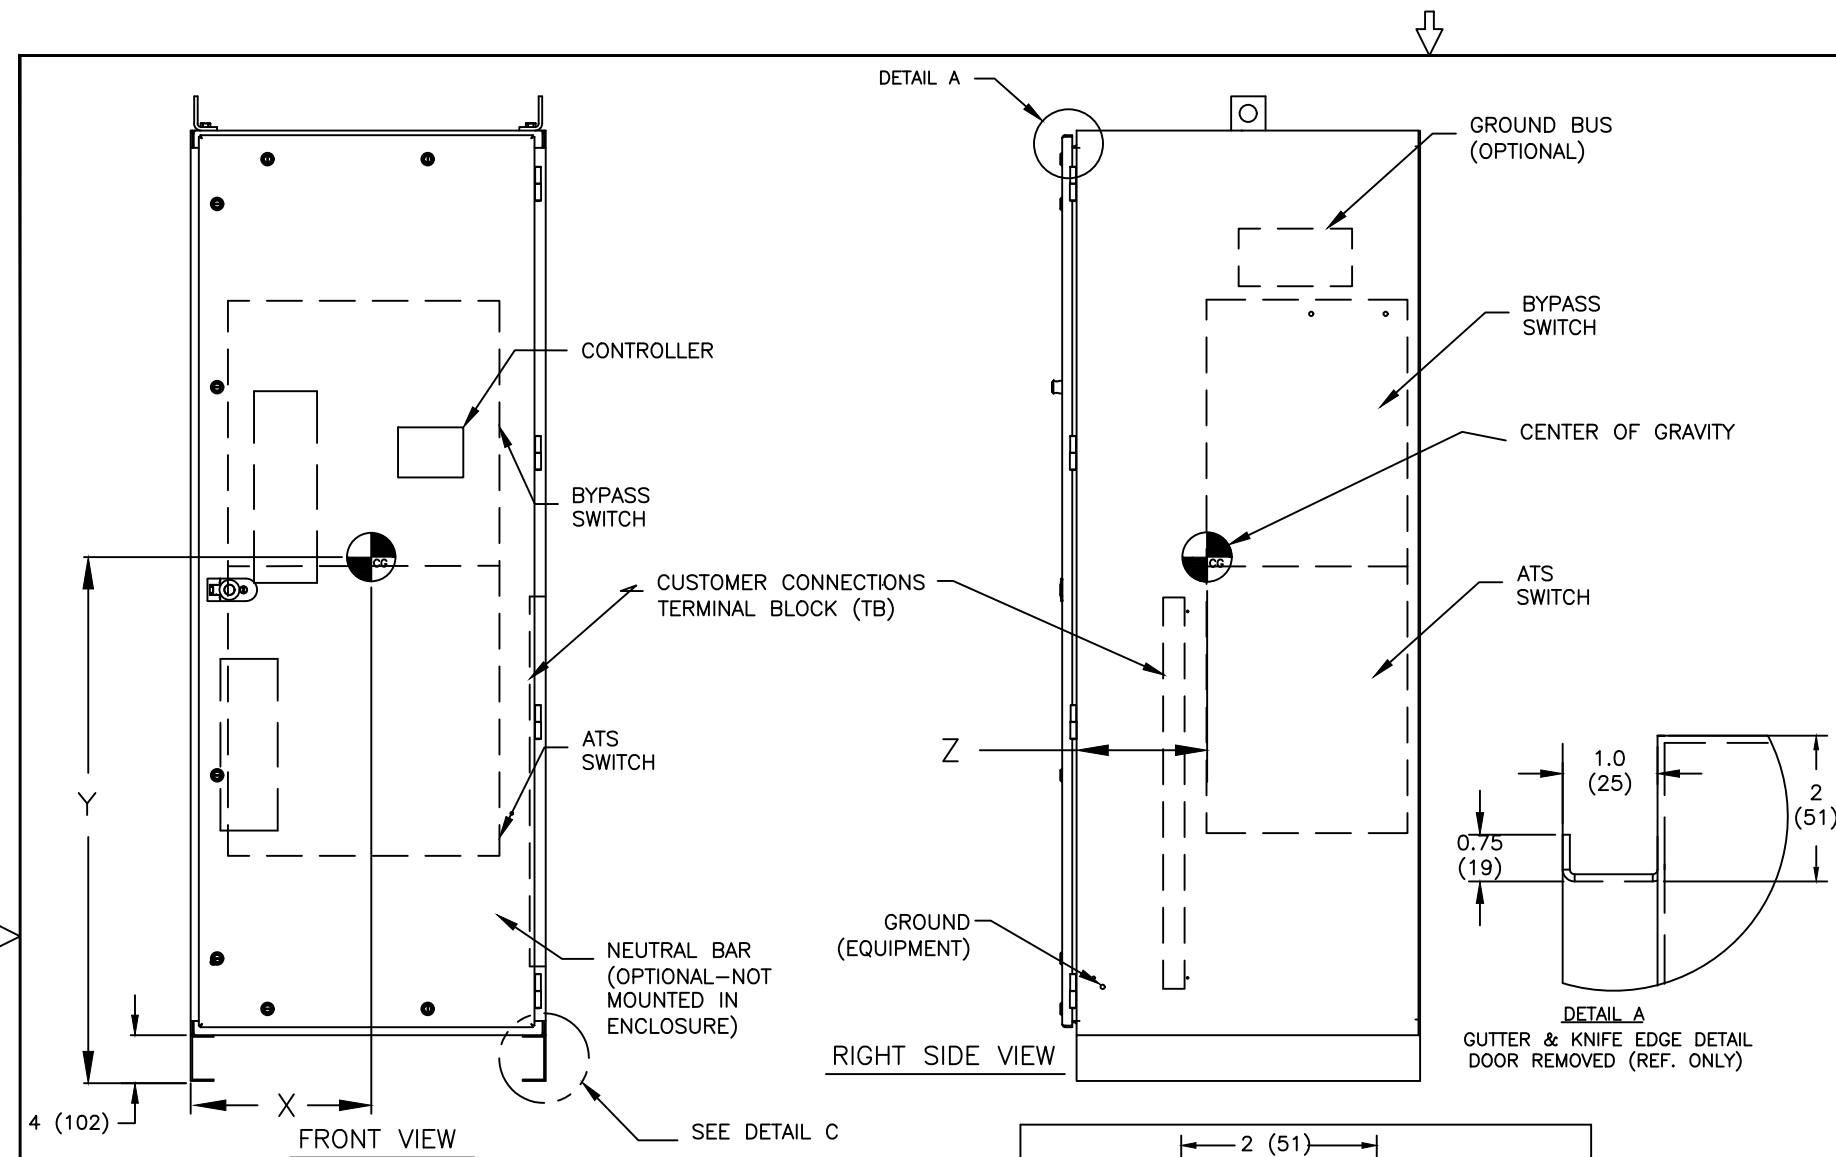 DETAIL A
GROUND BUS
(OPTIONAL)
CONTROLLER
BYPASS
SWITCH
BYPASS
SWITCH
CENTER OF GRAVITY
CG
CG
CUSTOMER CONNECTIONS
TERMINAL BLOCK (TB)
ATS
SWITCH
ATS
SWITCH
Y
Z
1.0
(25)
2
(51)
0.75
(19)
GROUND
(EQUIPMENT)
NEUTRAL BAR
(OPTIONAL-NOT
MOUNTED IN
ENCLOSURE)
DETAIL A
GUTTER & KNIFE EDGE DETAIL
DOOR REMOVED (REF. ONLY)
RIGHT SIDE VIEW
X
4 (102)
FRONT VIEW
SEE DETAIL C
2 (51)